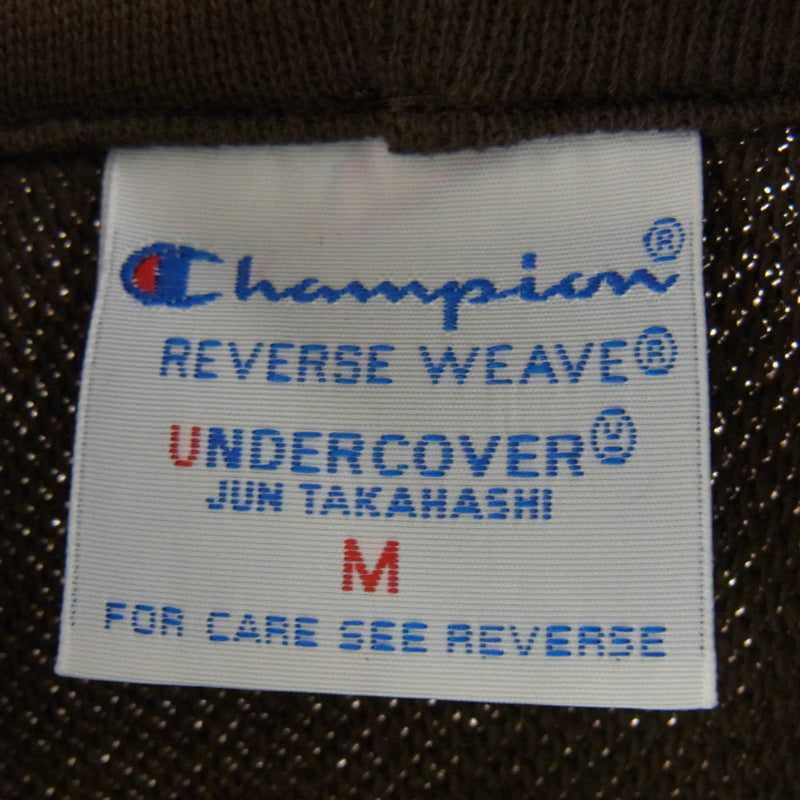 Champion®
REVERSE WEAVE®
UNDERCOVER
JUN TAKAHASHI
M
FOR CARE SEE REVERSE